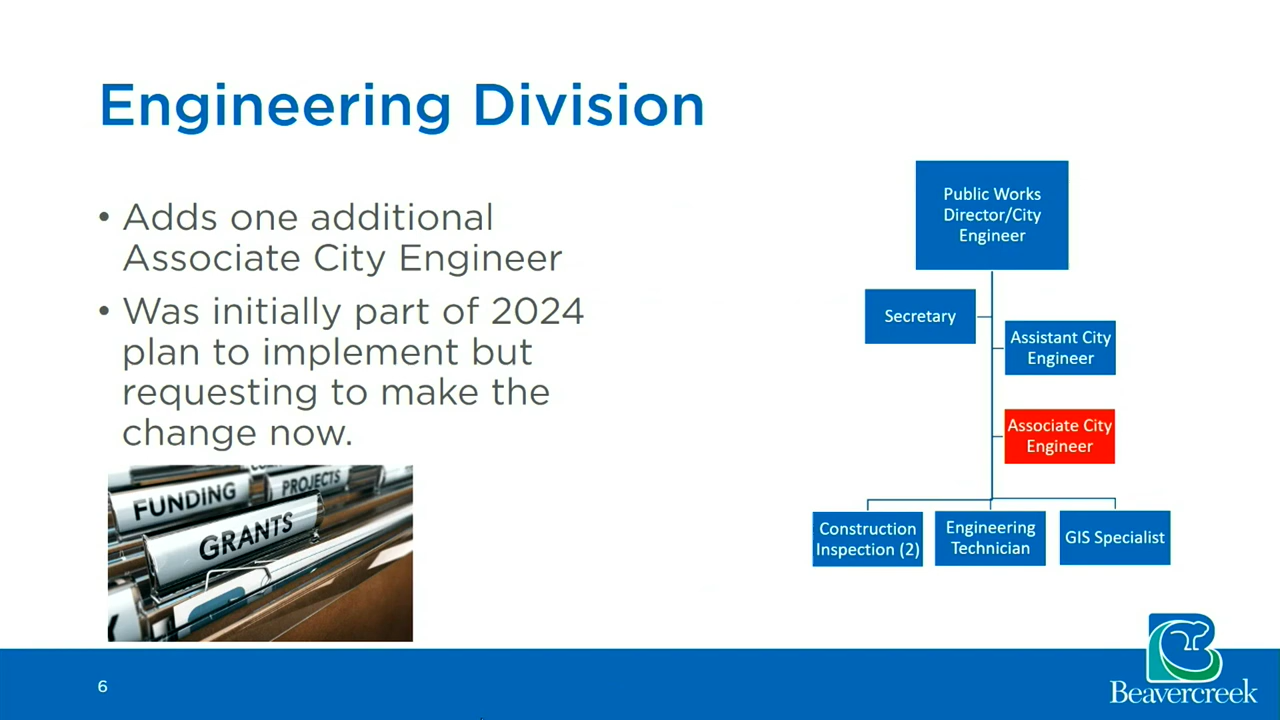 Engineering Division
• Adds one additional
Associate City Engineer
• Was initially part of 2024
plan to implement but
requesting to make the
change now.
FUNDING
PROJECTS
GRANTS
Public Works
Director/City
Engineer
Secretary
Assistant City
Engineer
Associate City
Engineer
Construction
Inspection (2)
Engineering
Technician
GIS Specialist
6
Beavercreek